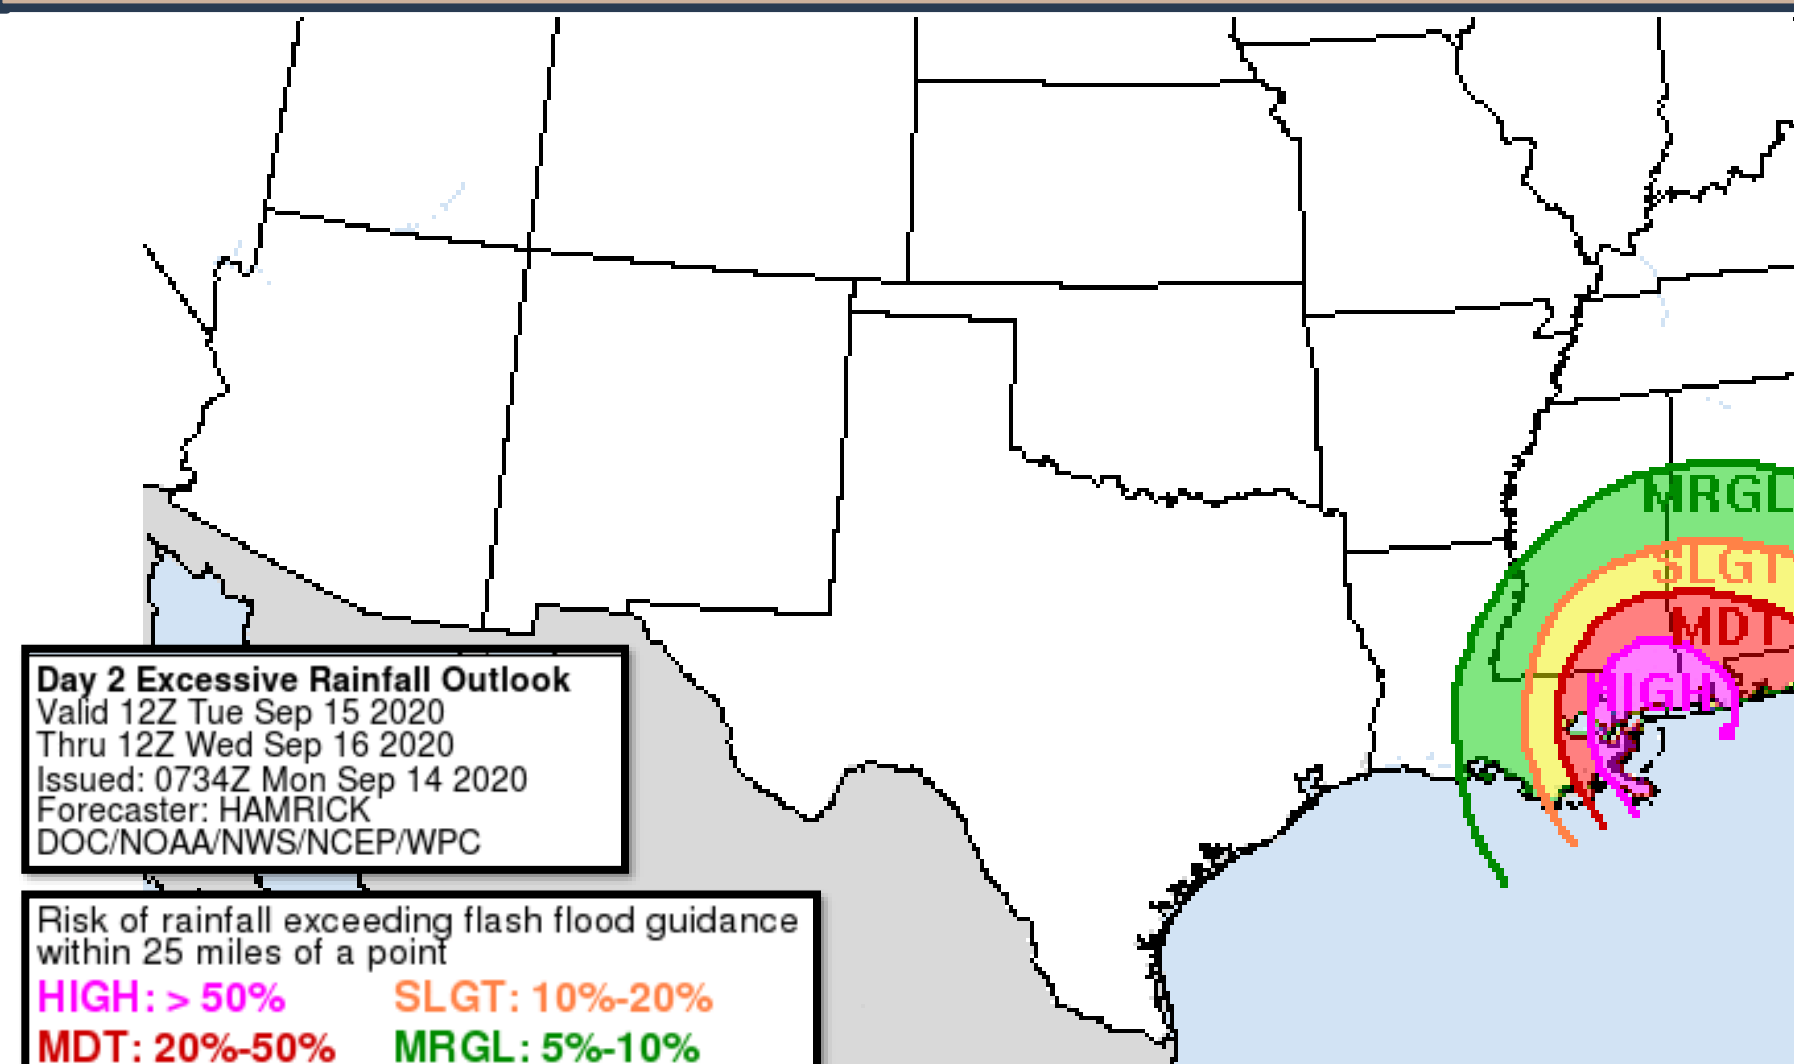 MRGL
SLGT
MDT
HIGH
Day 2 Excessive Rainfall Outlook
Valid 12Z Tue Sep 15 2020
Thru 12Z Wed Sep 16 2020
Issued: 0734Z Mon Sep 14 2020
Forecaster: HAMRICK
DOC/NOAA/NWS/NCEP/WPC
Risk of rainfall exceeding flash flood guidance
within 25 miles of a point
HIGH: > 50% SLGT: 10%-20%
MDT: 20%-50% MRGL: 5%-10%